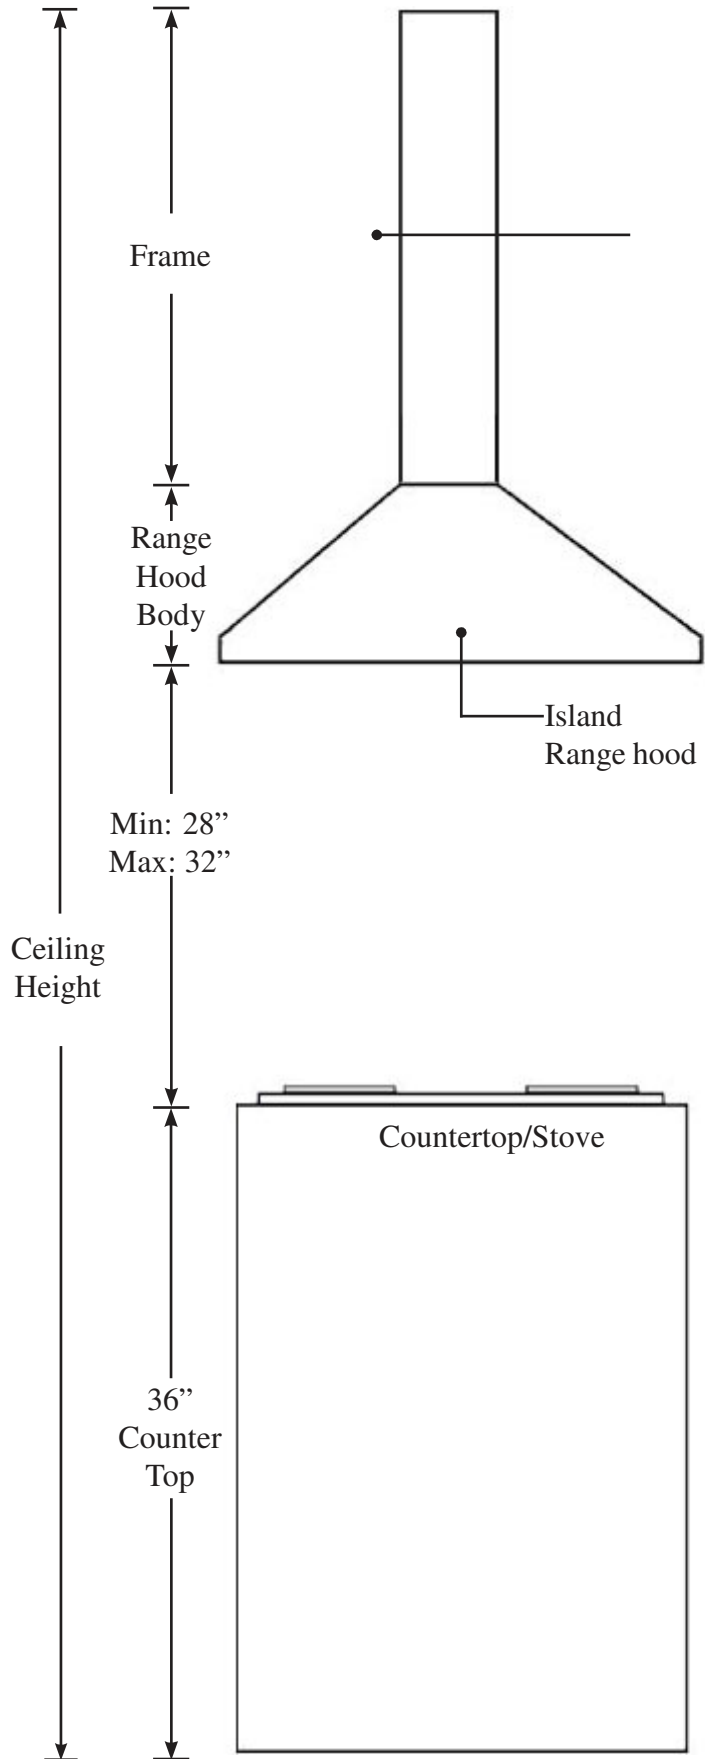 Frame
Range
Hood
Body
Island
Range hood
Min: 28”
Max: 32”
Ceiling
Height
Countertop/Stove
36”
Counter
Top